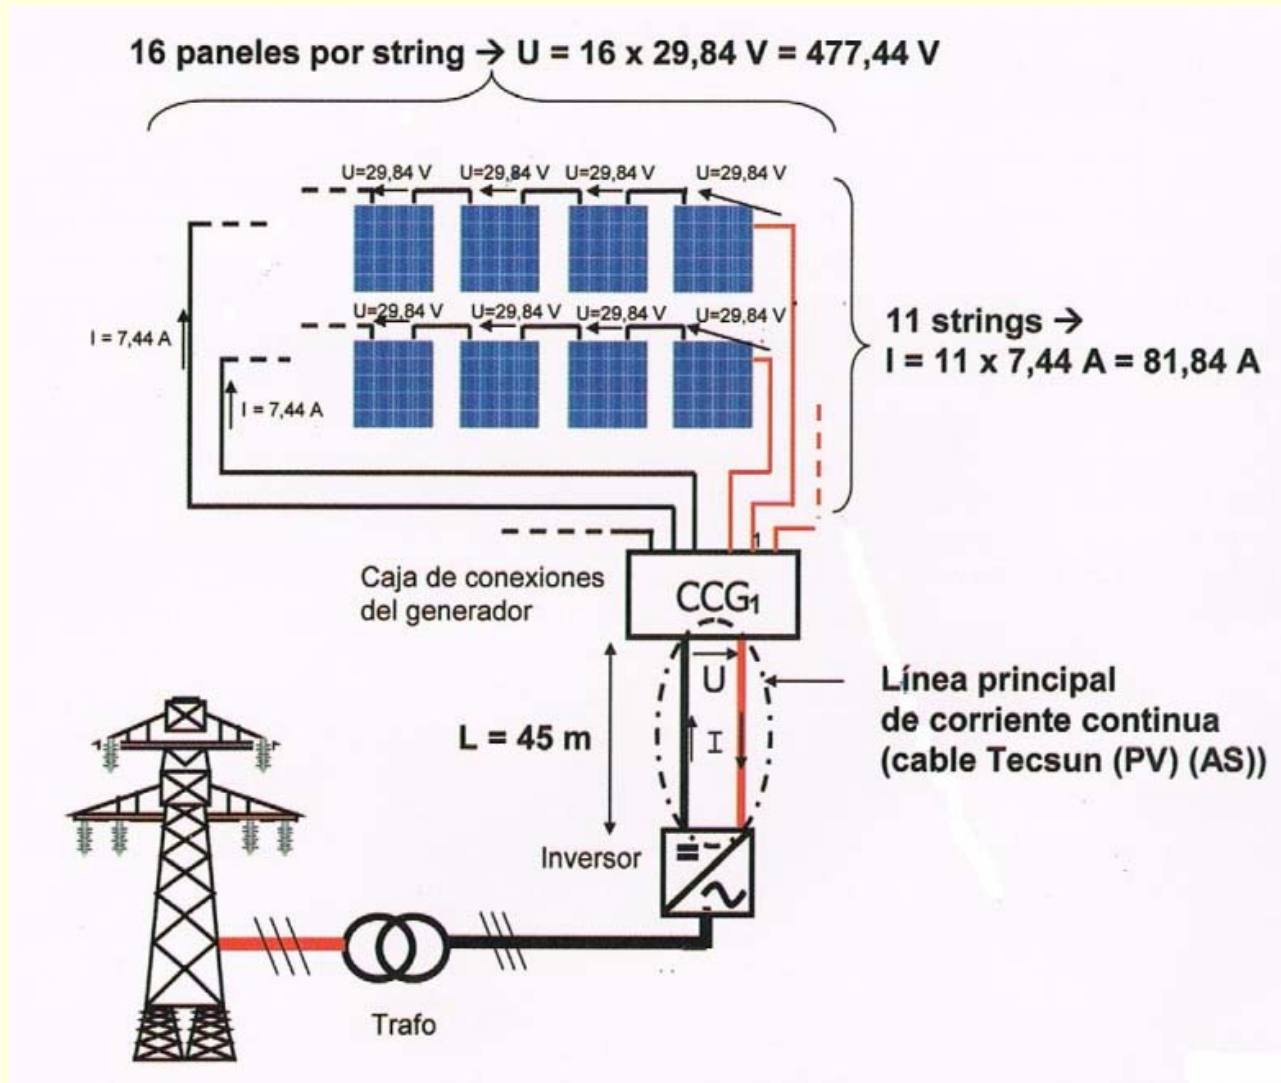 16 paneles por string → U = 16 x 29,84 V = 477,44 V
U=29,84 V U=29,84 V U=29,84 V U=29,84 V
U=29,84 V U=29,84 V U=29,84 V U=29,84 V
I = 7,44 A
I = 7,44 A
11 strings →
I = 11 x 7,44 A = 81,84 A
1
Caja de conexiones
del generador
CCG1
U
I
L = 45 m
Línea principal
de corriente continua
(cable Tecsun (PV) (AS))
Inversor
Trafo